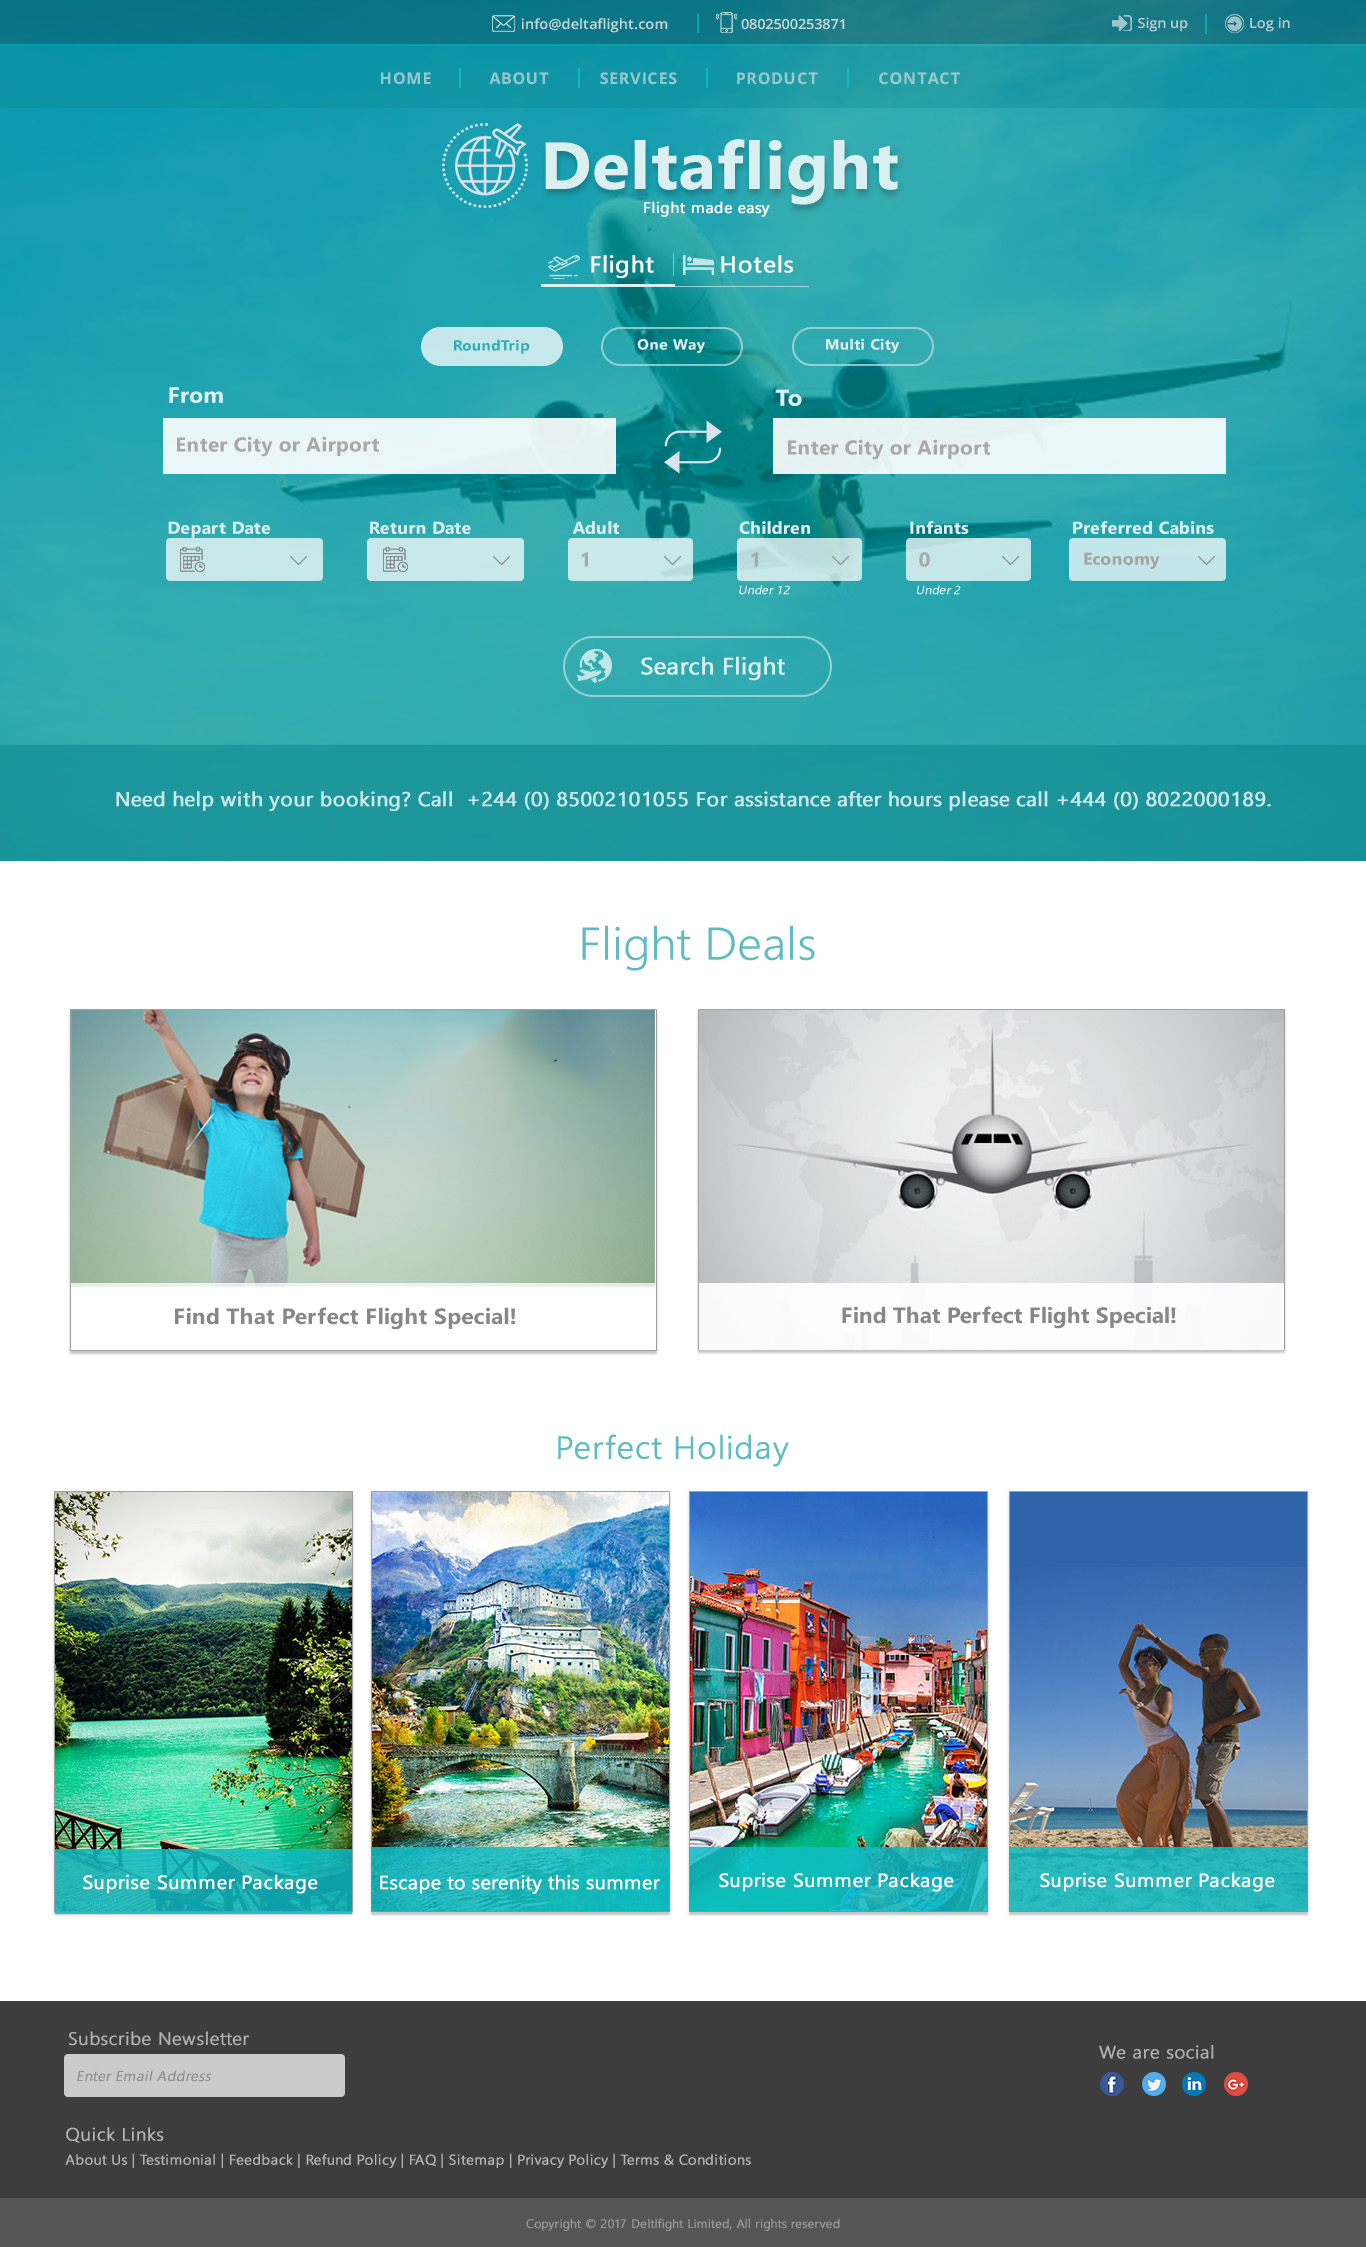 info@deltaflight.com
0802500253871
Sign up
Log in
HOME ABOUT SERVICES PRODUCT CONTACT
Deltaflight
Flight made easy
Flight Hotels
RoundTrip One Way Multi City
From To
Enter City or Airport Enter City or Airport
Depart Date Return Date Adult Children Infants Preferred Cabins
1 1 0 Economy
Under 12 Under 2
Search Flight
Need help with your booking? Call +244 (0) 85002101055 For assistance after hours please call +444 (0) 8022000189.
Flight Deals
Find That Perfect Flight Special! Find That Perfect Flight Special!
Perfect Holiday
Suprise Summer Package Escape to serenity this summer Suprise Summer Package Suprise Summer Package
Subscribe Newsletter
We are social
Enter Email Address
f in G+
Quick Links
About Us | Testimonial | Feedback | Refund Policy | FAQ | Sitemap | Privacy Policy | Terms & Conditions
Copyright © 2017 Deltlfight Limited, All rights reserved